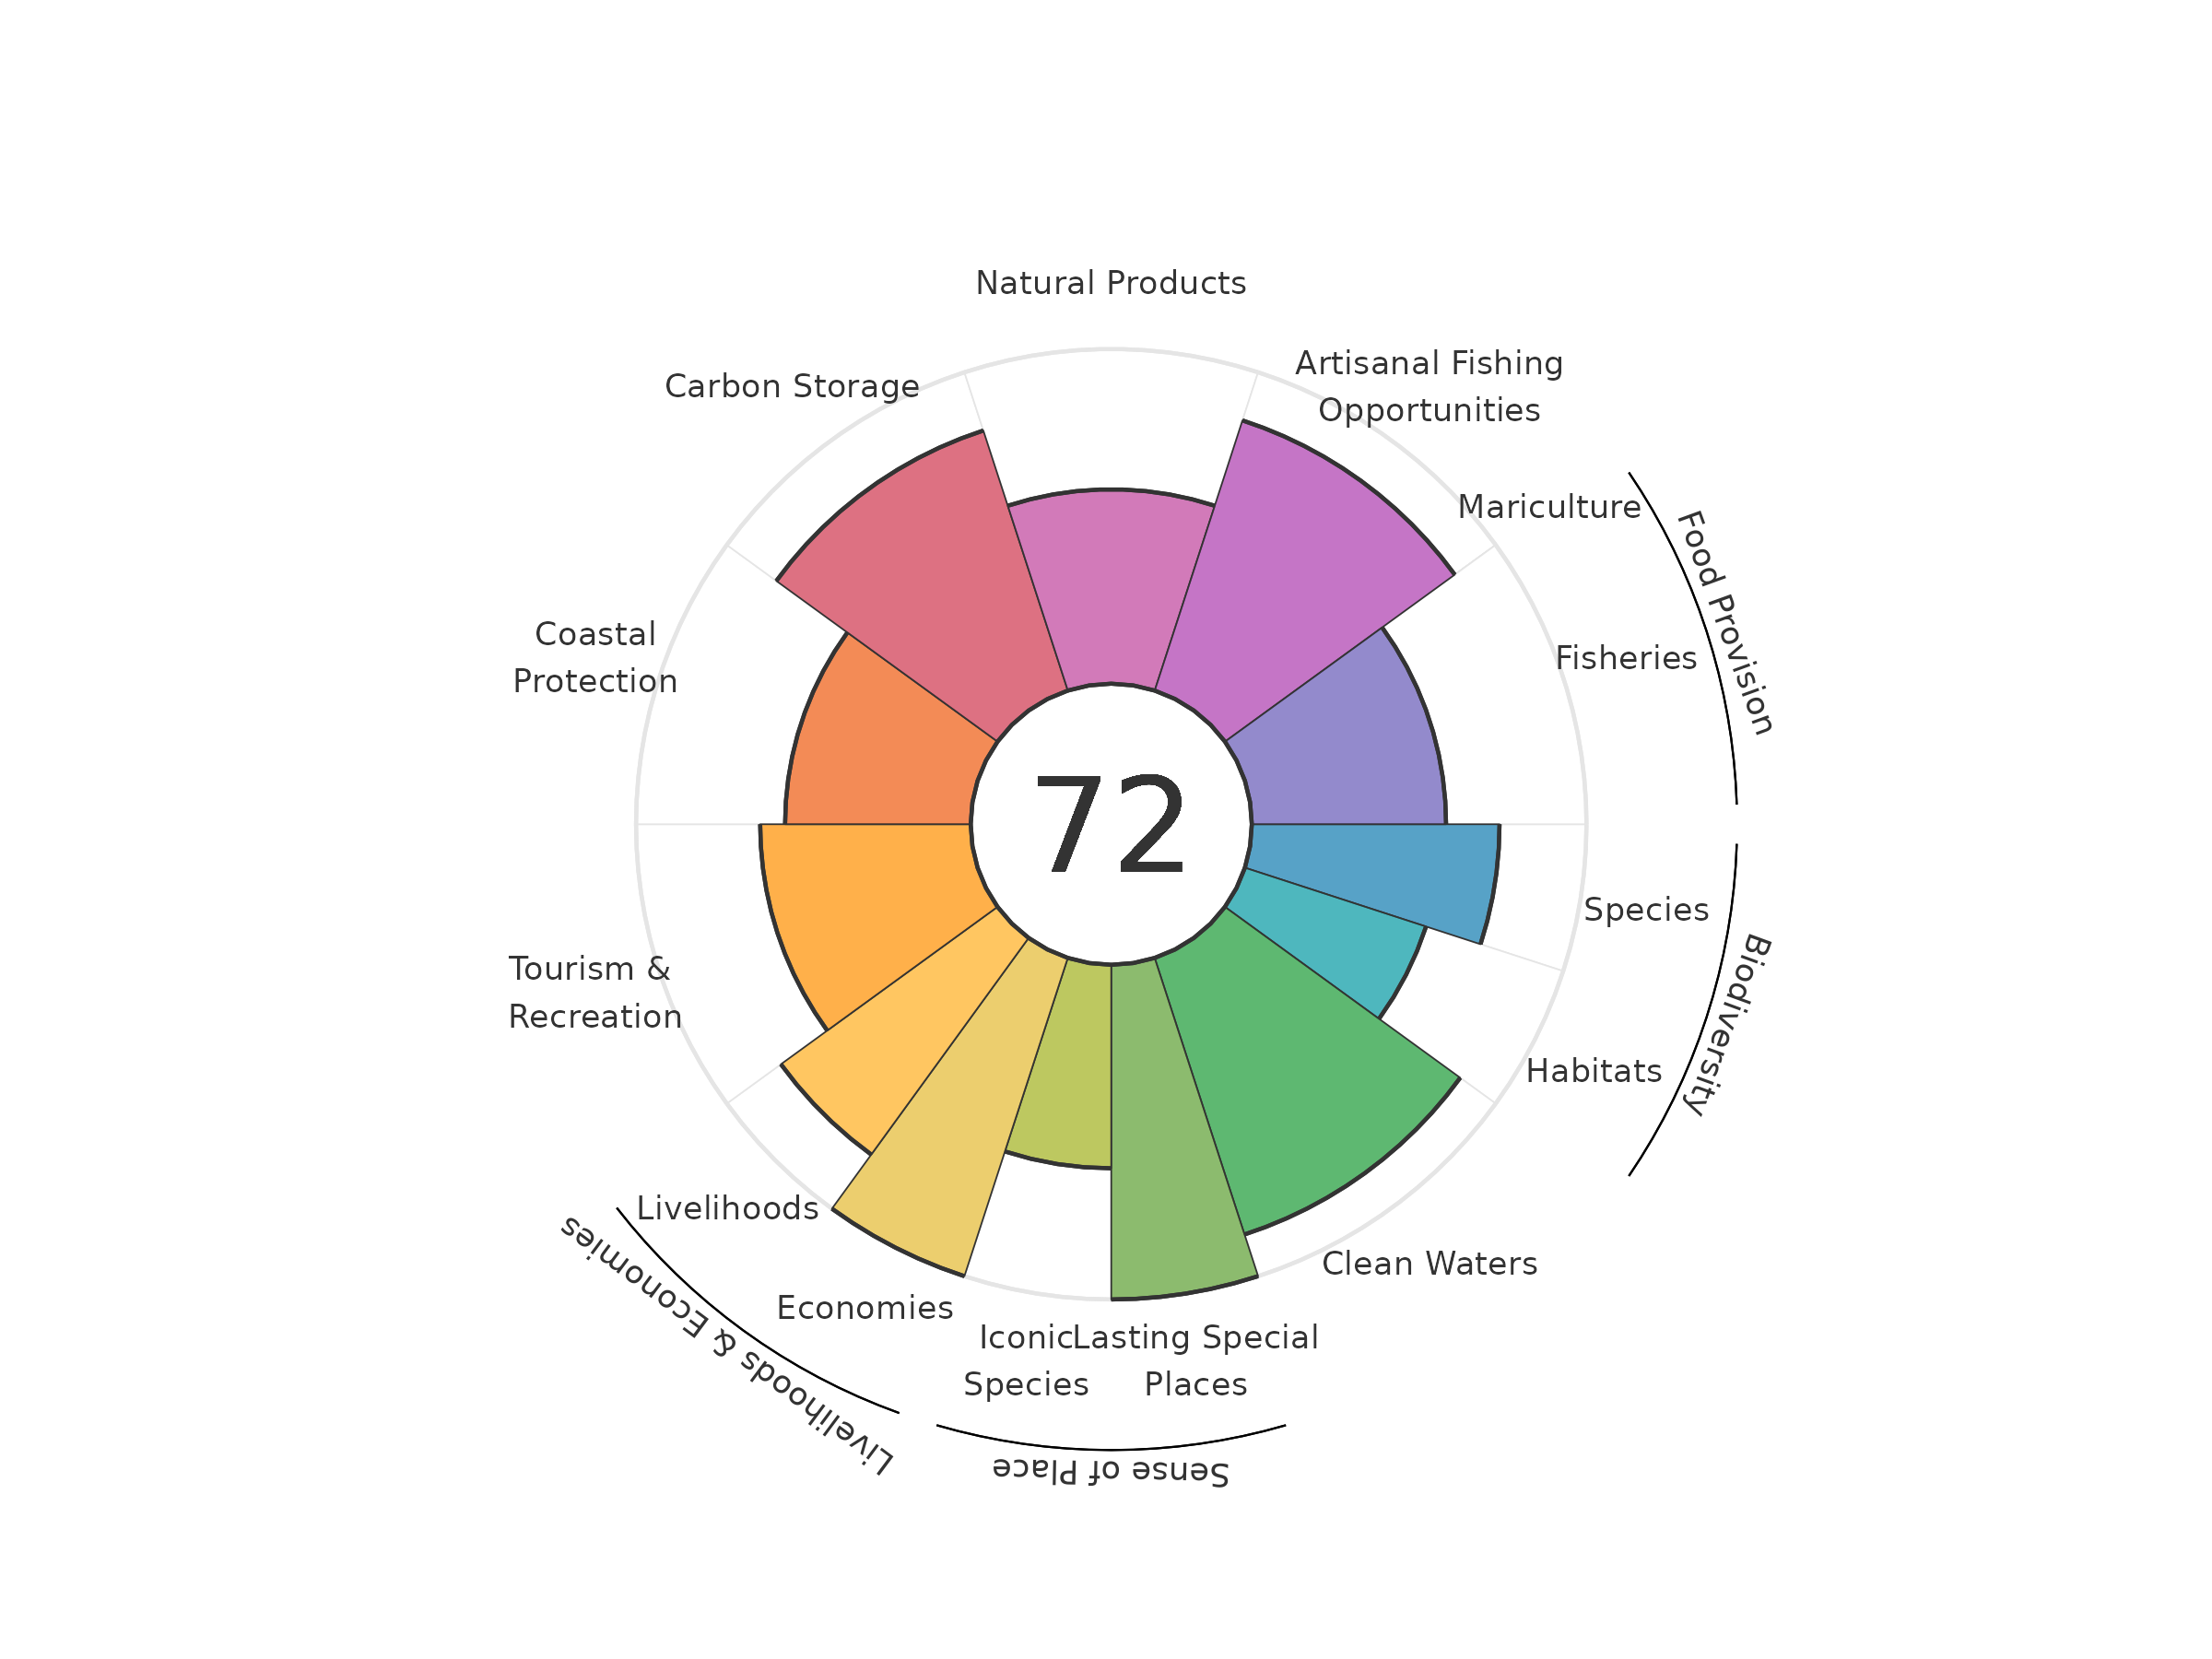 Natural Products
Artisanal Fishing
Opportunities
Carbon Storage
Mariculture
Food Provision
Coastal
Protection
Fisheries
72
Species
Biodiversity
Tourism &
Recreation
Habitats
Livelihoods
Clean Waters
Economies
Livelihoods & Economies
Iconic
Species
Lasting Special
Places
Sense of Place